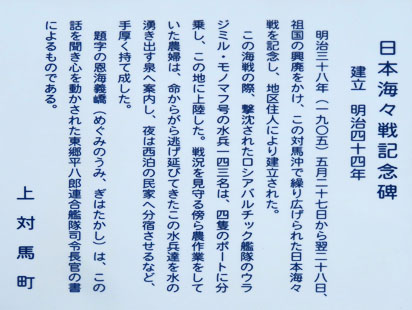 日本海々戦記念碑
建立　明治四十四年
明治三十八年（一九〇五）五月二十七日から翌二十八日、
祖国の興廃をかけ、この対馬沖で繰り広げられた日本海々
戦を記念し、地区住人により建立された。
この海戦の際、撃沈されたロシアバルチック艦隊のウラ
ジミル・モノマフ号の水兵一四三名は、四隻のボートに分
乗し、この地に上陸した。戦況を見守る傍ら農作業をして
いた農婦は、命からがら逃げ延びてきたこの水兵達を水の
湧き出す泉へ案内し、夜は西泊の民家へ分宿させるなど、
手厚く持て成した。
題字の恩海義嶠（めぐみのうみ、ぎはたかし）は、この
話を聞き心を動かされた東郷平八郎連合艦隊司令長官の書
によるものである。
上対馬町